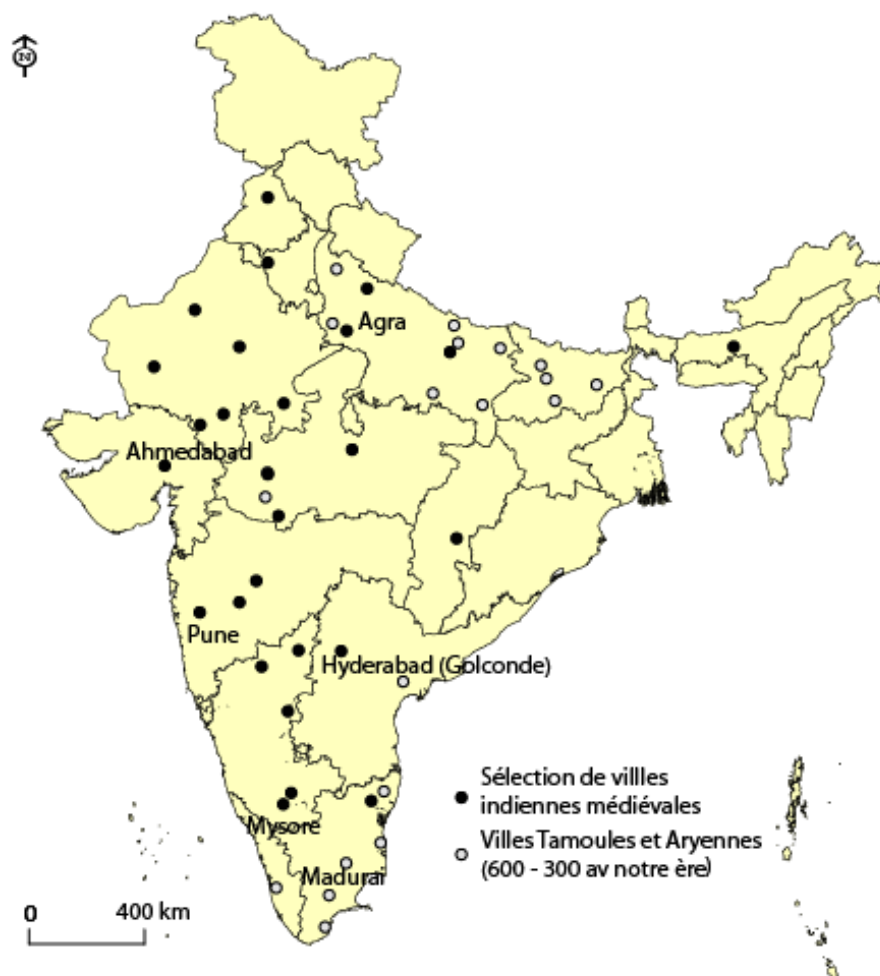 N
Agra
Ahmedabad
Pune
Hyderabad (Golconde)
Sélection de villles
indiennes médiévales
Mysore
Villes Tamoules et Aryennes
(600 - 300 av notre ère)
Madurai
0 400 km